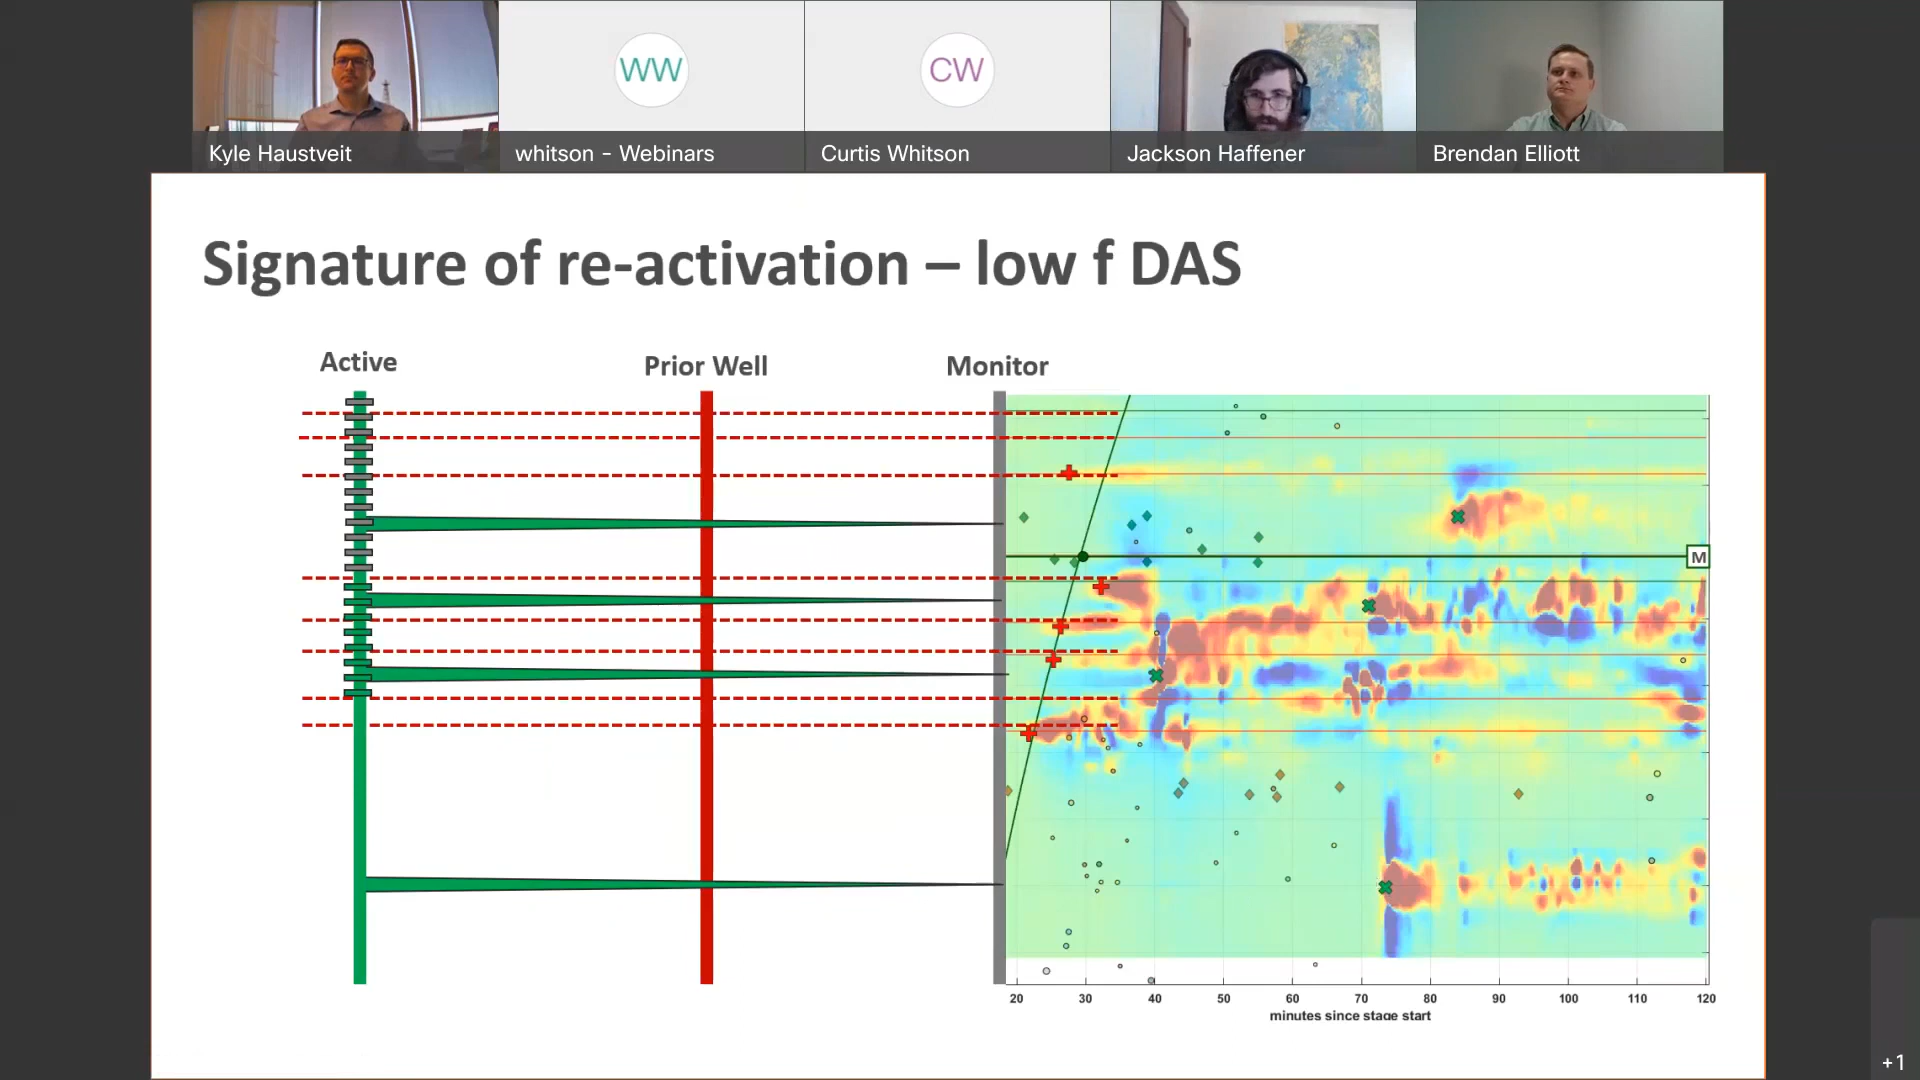 WW
CW
Kyle Haustveit
whitson - Webinars
Curtis Whitson
Jackson Haffener
Brendan Elliott
Signature of re-activation – low f DAS
Active
Prior Well
Monitor
M
20 30 40 50 60 70 80 90 100 110 120
minutes since stage start
+1